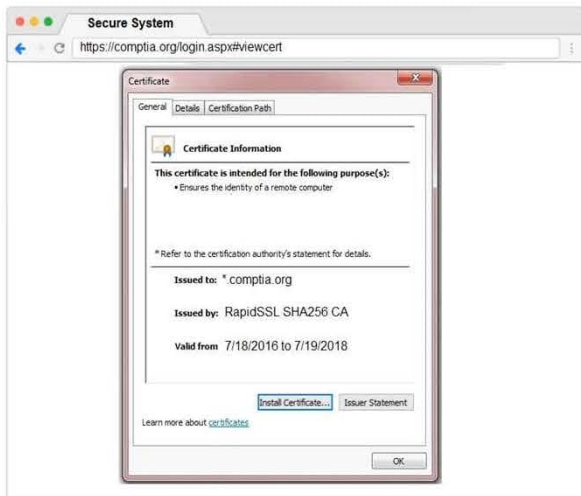 Secure System
https://comptia.org/login.aspx#viewcert
Certificate
General Details Certification Path
Certificate Information
This certificate is intended for the following purpose(s):
• Ensures the identity of a remote computer
* Refer to the certification authority's statement for details.
Issued to: *.comptia.org
Issued by: RapidSSL SHA256 CA
Valid from 7/18/2016 to 7/19/2018
Install Certificate... Issuer Statement
Learn more about certificates
OK